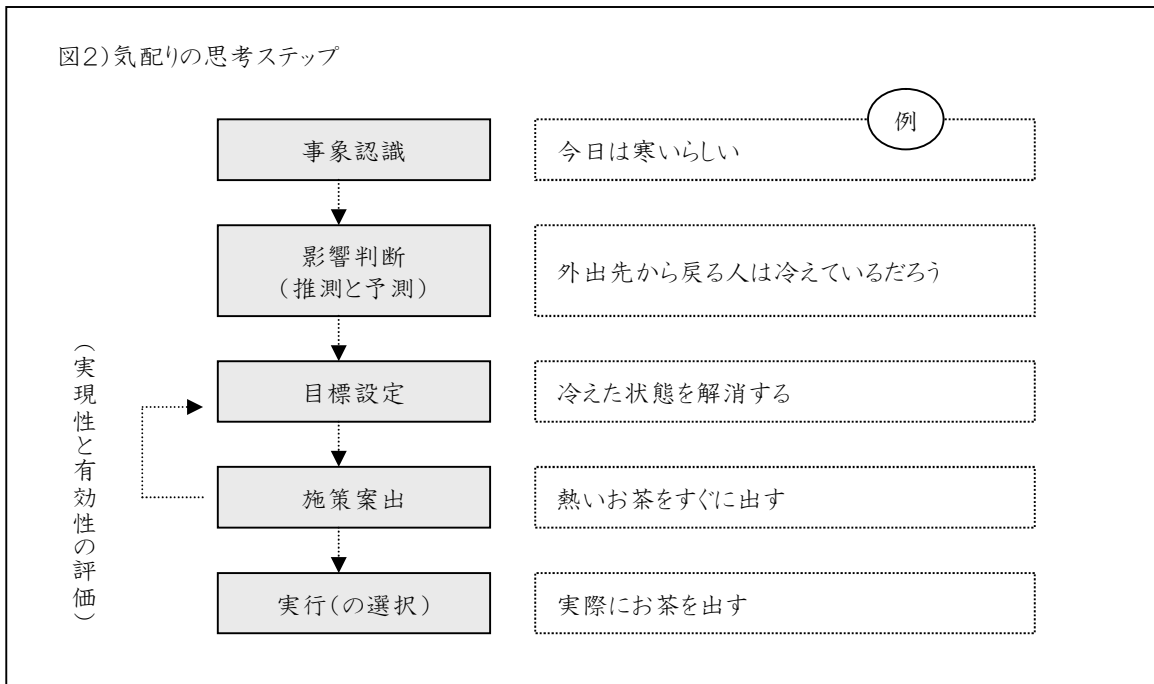 図2)気配りの思考ステップ
例
事象認識
今日は寒いらしい
影響判断
(推測と予測)
外出先から戻る人は冷えているだろう
目標設定
冷えた状態を解消する
(実現性と有効性の評価)
施策案出
熱いお茶をすぐに出す
実行(の選択)
実際にお茶を出す